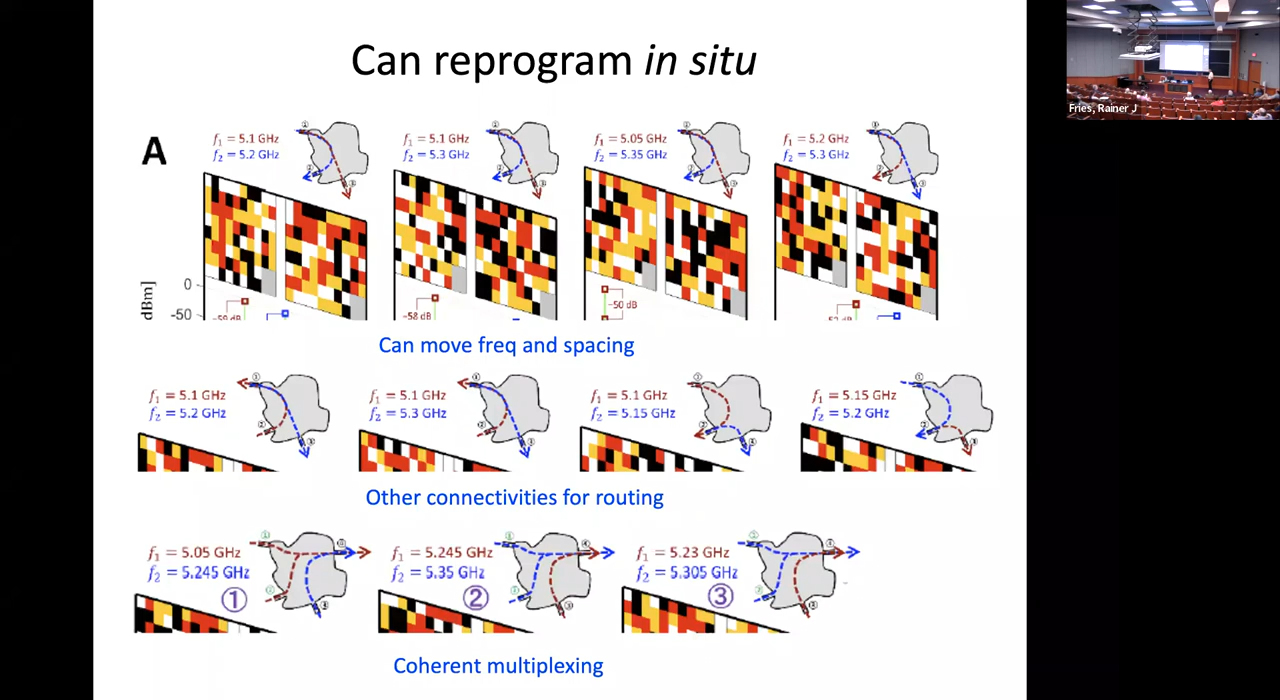 Can reprogram in situ
A
f₁ = 5.1 GHz
f₂ = 5.2 GHz
f₁ = 5.1 GHz
f₂ = 5.3 GHz
f₁ = 5.05 GHz
f₂ = 5.35 GHz
f₁ = 5.2 GHz
f₂ = 5.3 GHz
0
-50
dBm]
~50 dB
Can move freq and spacing
f₁ = 5.1 GHz
f₂ = 5.2 GHz
f₁ = 5.1 GHz
f₂ = 5.3 GHz
f₁ = 5.1 GHz
f₂ = 5.15 GHz
f₁ = 5.15 GHz
f₂ = 5.2 GHz
Other connectivities for routing
f₁ = 5.05 GHz
f₂ = 5.245 GHz
①
f₁ = 5.245 GHz
f₂ = 5.35 GHz
②
f₁ = 5.23 GHz
f₂ = 5.305 GHz
③
Coherent multiplexing
Fries, Rainer J